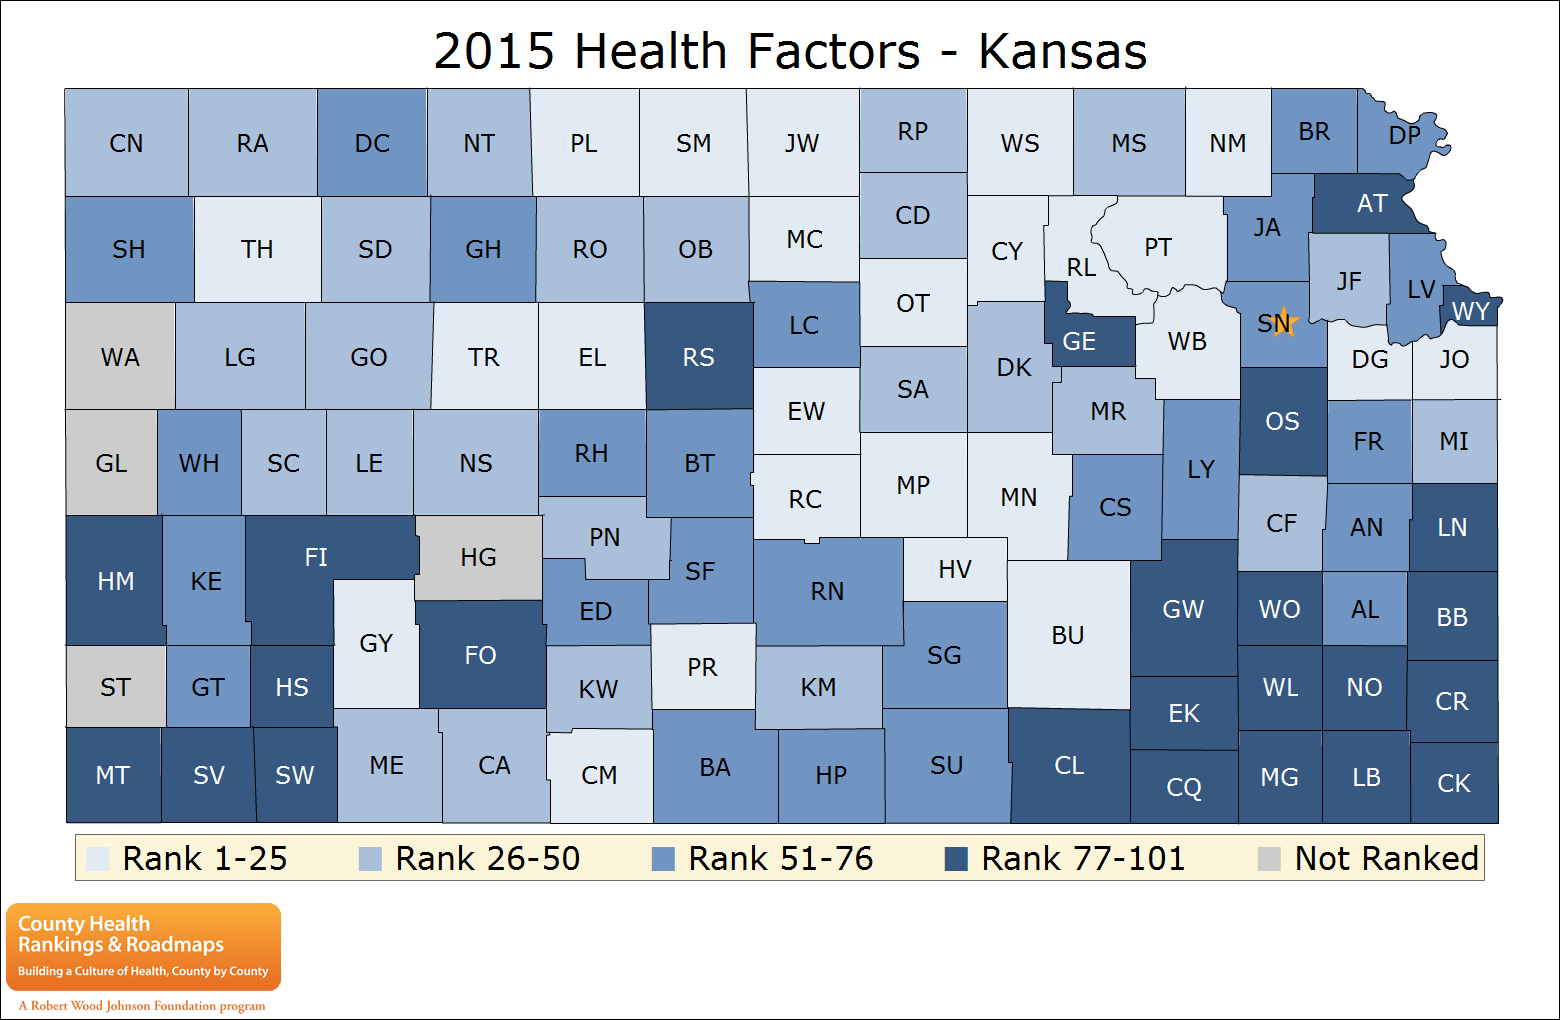 2015 Health Factors - Kansas
CN RA DC NT PL SM JW RP WS MS NM BR DP
SH TH SD GH RO OB MC CD CY RL PT JA AT
WA LG GO TR EL RS LC OT DK GE WB SN JF LV WY
EW SA MR DG JO
GL WH SC LE NS RH BT RC MP MN CS LY OS FR MI
HM KE FI HG PN SF RN HV CF AN LN
ED BU GW WO AL BB
ST GT HS GY FO KW PR KM SG EK WL NO CR
MT SV SW ME CA CM BA HP SU CL CQ MG LB CK
Rank 1-25 Rank 26-50 Rank 51-76 Rank 77-101 Not Ranked
County Health
Rankings & Roadmaps
Building a Culture of Health, County by County
A Robert Wood Johnson Foundation program